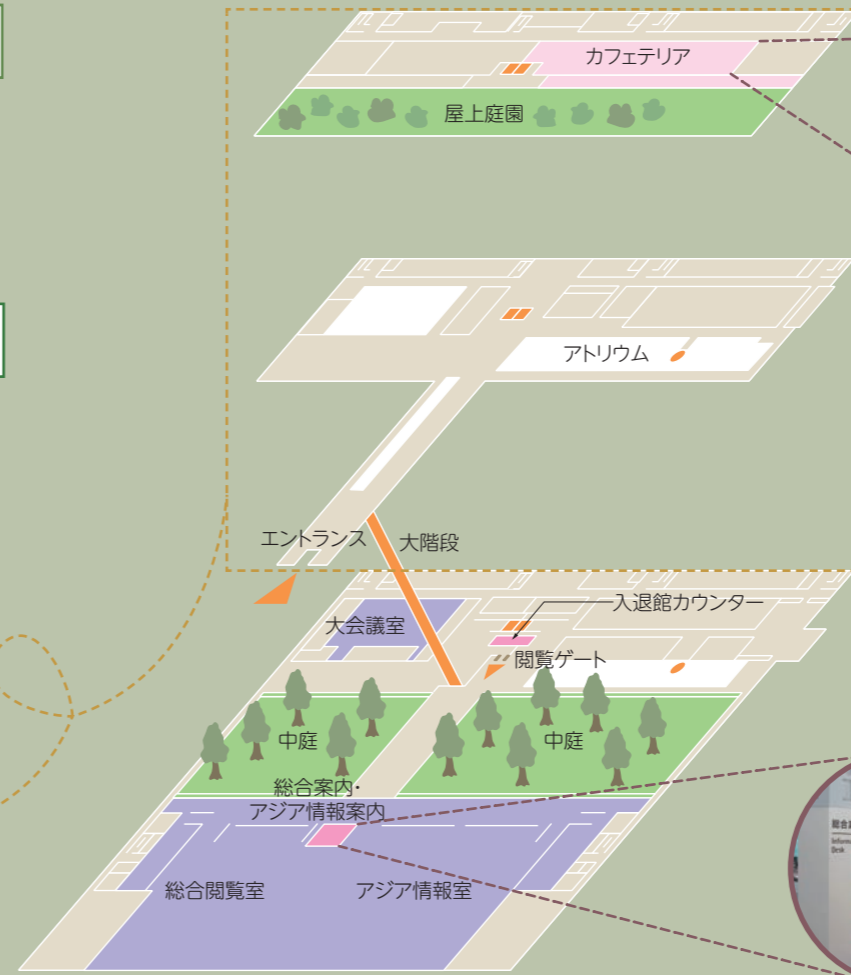 カフェテリア
屋上庭園
アトリウム
エントランス
大階段
入退館カウンター
大会議室
閲覧ゲート
中庭
中庭
総合案内・
アジア情報案内
総合閲覧室
アジア情報室